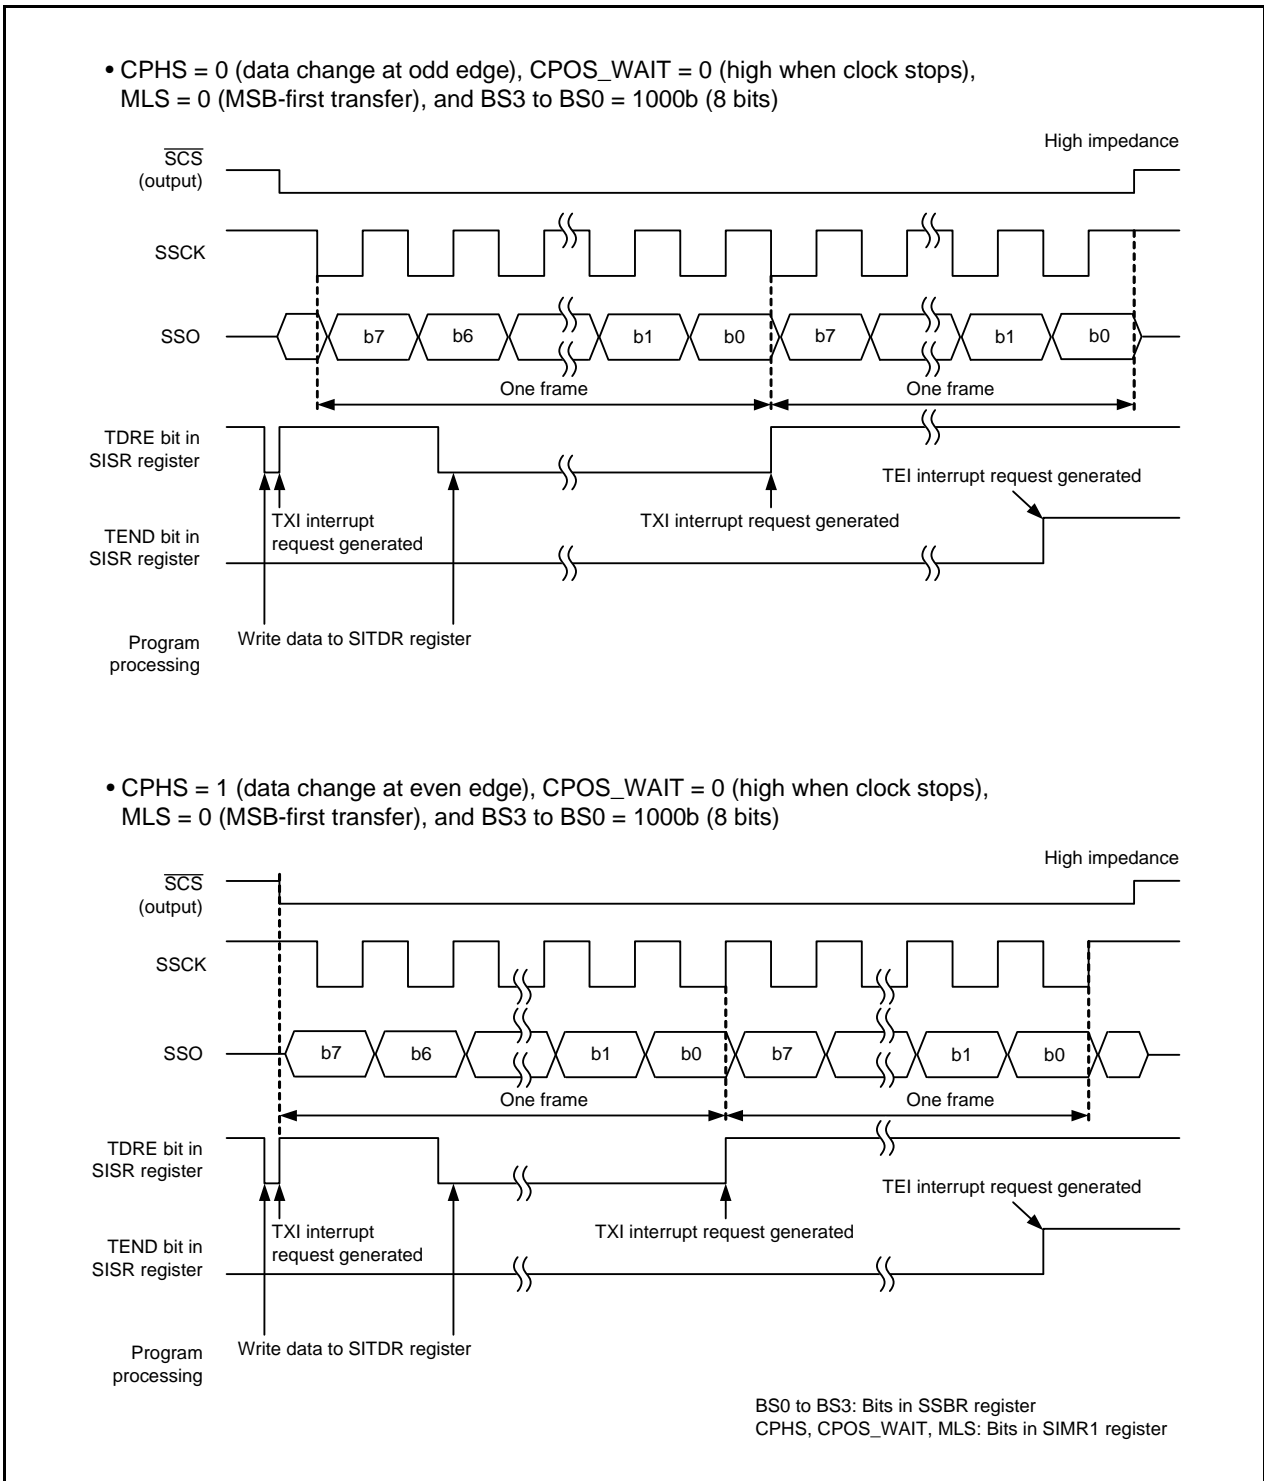 • CPHS = 0 (data change at odd edge), CPOS_WAIT = 0 (high when clock stops),
MLS = 0 (MSB-first transfer), and BS3 to BS0 = 1000b (8 bits)
High impedance
SCS
(output)
SSCK
SSO
b7 b6 b1 b0 b7 b1 b0
One frame One frame
TDRE bit in
SISR register
TEI interrupt request generated
TXI interrupt
request generated
TXI interrupt request generated
TEND bit in
SISR register
Program
processing
Write data to SITDR register
• CPHS = 1 (data change at even edge), CPOS_WAIT = 0 (high when clock stops),
MLS = 0 (MSB-first transfer), and BS3 to BS0 = 1000b (8 bits)
High impedance
SCS
(output)
SSCK
SSO
b7 b6 b1 b0 b7 b1 b0
One frame One frame
TDRE bit in
SISR register
TEI interrupt request generated
TXI interrupt
request generated
TXI interrupt request generated
TEND bit in
SISR register
Program
processing
Write data to SITDR register
BS0 to BS3: Bits in SSBR register
CPHS, CPOS_WAIT, MLS: Bits in SIMR1 register